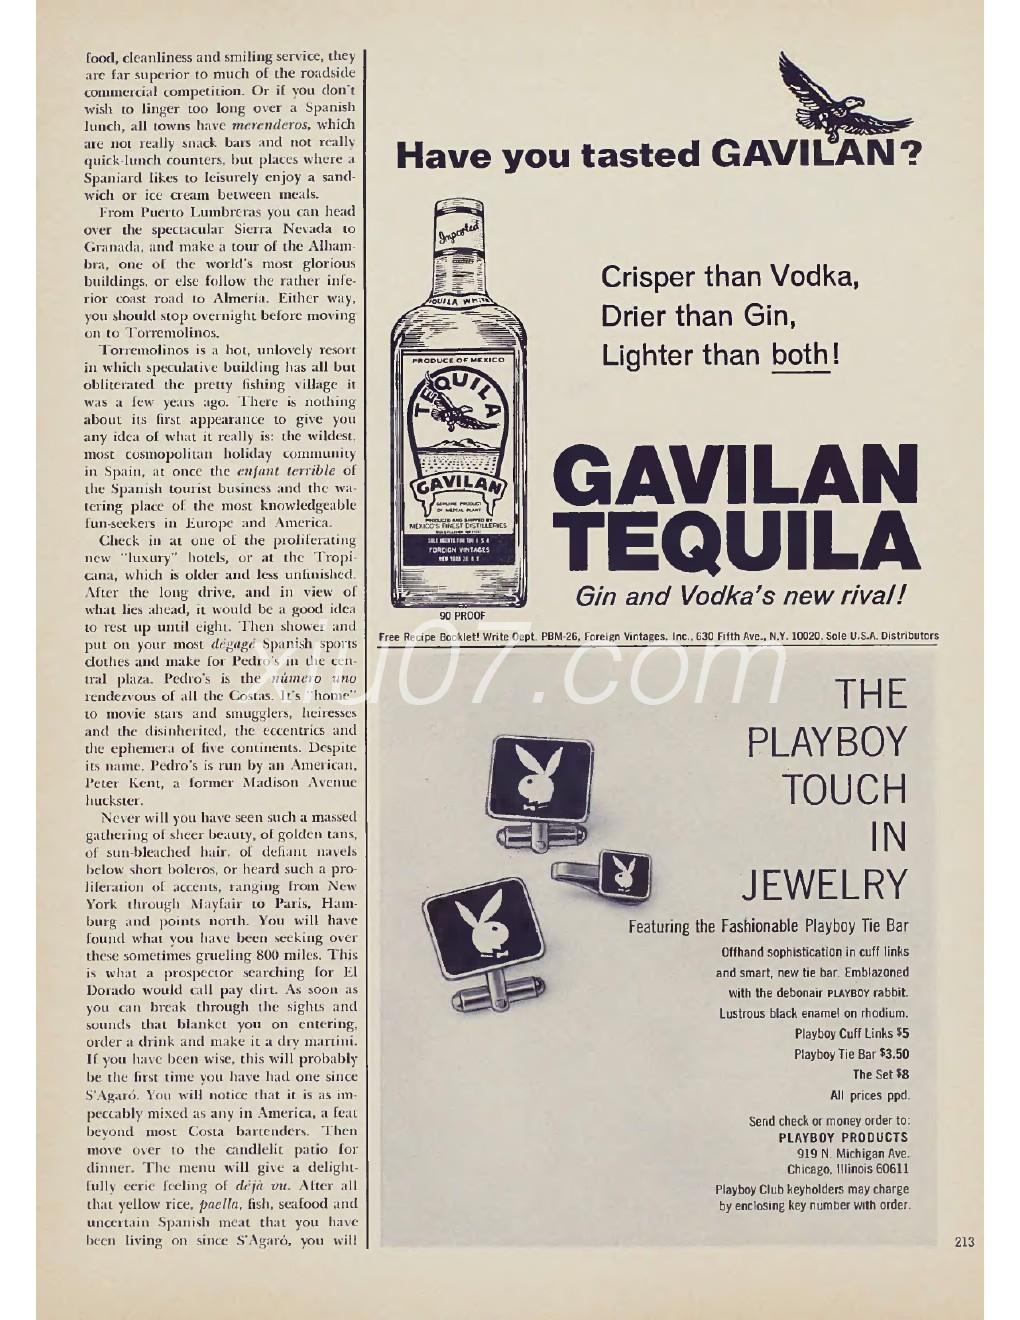 food, cleanliness and smiling service, they
are far superior to much of the roadside
commercial competition. Or if you don't
wish to linger too long over a Spanish
lunch, all towns have merenderos, which
are not really snack bars and not really
quick-lunch counters, but places where a
Spaniard likes to leisurely enjoy a sand-
wich or ice cream between meals.
From Puerto Lumbreras you can head
over the spectacular Sierra Nevada to
Granada, and make a tour of the Alham-
bra, one of the world's most glorious
buildings, or else follow the rather infe-
rior coast road to Almeria. Either way,
you should stop overnight before moving
on to Torremolinos.
Torremolinos is a hot, unlovely resort
in which speculative building has all but
obliterated the pretty fishing village it
was a few years ago. There is nothing
about its first appearance to give you
any idea of what it really is: the wildest,
most cosmopolitan holiday community
in Spain, at once the enfant terrible of
the Spanish tourist business and the wa-
tering place of the most knowledgeable
fun-seekers in Europe and America.
Check in at one of the proliferating
new "luxury" hotels, or at the Tropi-
cana, which is older and less unfinished.
After the long drive, and in view of
what lies ahead, it would be a good idea
to rest up until eight. Then shower and
put on your most dégagé Spanish sports
clothes and make for Pedro's in the cen-
tral plaza. Pedro's is the número uno
rendezvous of all the Costas. It's "home"
to movie stars and smugglers, heiresses
and the disinherited, the eccentrics and
the ephemera of five continents. Despite
its name, Pedro's is run by an American,
Peter Kent, a former Madison Avenue
huckster.
Never will you have seen such a massed
gathering of sheer beauty, of golden tans,
of sun-bleached hair, of defiant navels
below short boleros, or heard such a pro-
liferation of accents, ranging from New
York through Mayfair to Paris, Ham-
burg and points north. You will have
found what you have been seeking over
these sometimes grueling 800 miles. This
is what a prospector searching for El
Dorado would call pay dirt. As soon as
you can break through the sights and
sounds that blanket you on entering,
order a drink and make it a dry martini.
If you have been wise, this will probably
be the first time you have had one since
S'Agaró. You will notice that it is as im-
peccably mixed as any in America, a feat
beyond most Costa bartenders. Then
move over to the candlelit patio for
dinner. The menu will give a delight-
fully eerie feeling of déjà vu. After all
that yellow rice, paella, fish, seafood and
uncertain Spanish meat that you have
been living on since S'Agaró, you will
Have you tasted GAVILAN?
Imported
TEQUILA WHITE
PRODUCE OF MEXICO
TEQUILA
GAVILAN
GENUINE PRODUCT
OF MEZCAL PLANT
PRODUCED AND SHIPPED BY
MEXICO'S FINEST DISTILLERIES
SOLE AGENTS FOR THE U S A
FOREIGN VINTAGES
NEW YORK 20 N Y
90 PROOF
Crisper than Vodka,
Drier than Gin,
Lighter than both!
GAVILAN
TEQUILA
Gin and Vodka's new rival!
Free Recipe Booklet! Write Dept. PBM-26, Foreign Vintages, Inc., 630 Fifth Ave., N.Y. 10020. Sole U.S.A. Distributors
xiu07.com
THE
PLAYBOY
TOUCH
IN
JEWELRY
Featuring the Fashionable Playboy Tie Bar
Offhand sophistication in cuff links
and smart, new tie bar. Emblazoned
with the debonair PLAYBOY rabbit.
Lustrous black enamel on rhodium.
Playboy Cuff Links $5
Playboy Tie Bar $3.50
The Set $8
All prices ppd.
Send check or money order to:
PLAYBOY PRODUCTS
919 N. Michigan Ave.
Chicago, Illinois 60611
Playboy Club keyholders may charge
by enclosing key number with order.
213